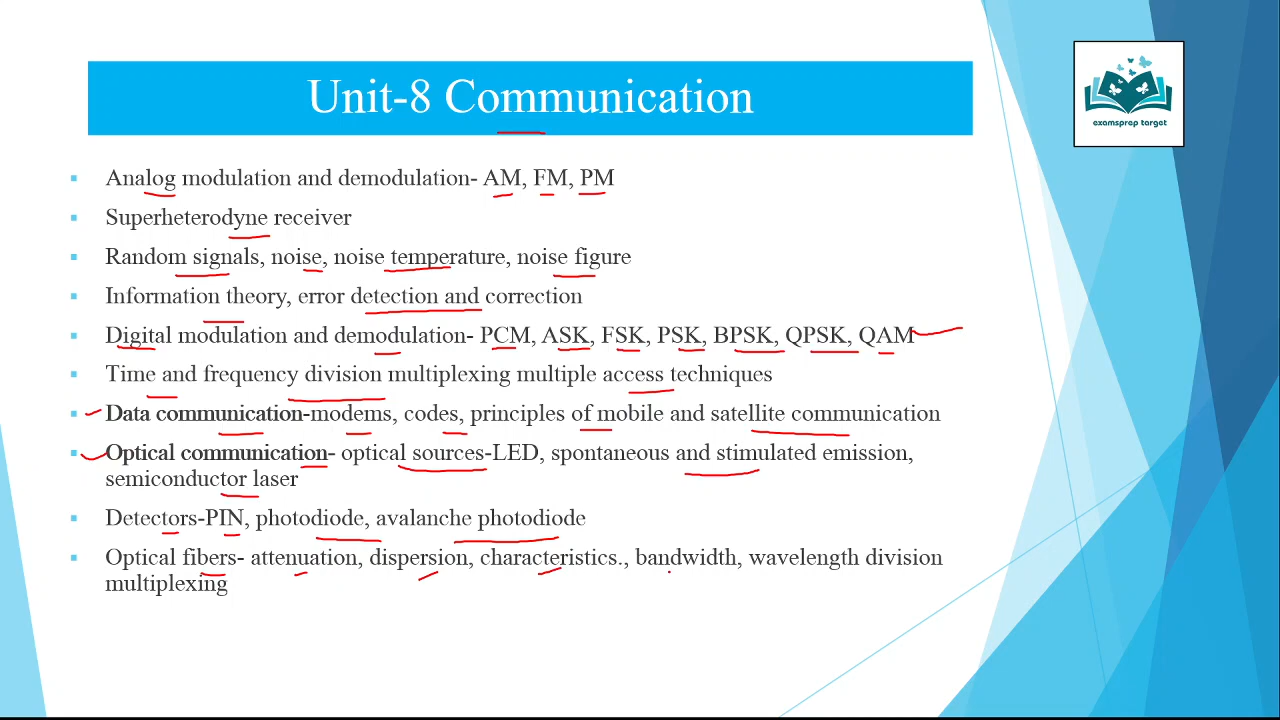 Unit-8 Communication
examsprep target
Analog modulation and demodulation- AM, FM, PM
Superheterodyne receiver
Random signals, noise, noise temperature, noise figure
Information theory, error detection and correction
Digital modulation and demodulation- PCM, ASK, FSK, PSK, BPSK, QPSK, QAM
Time and frequency division multiplexing multiple access techniques
Data communication-modems, codes, principles of mobile and satellite communication
Optical communication- optical sources-LED, spontaneous and stimulated emission,
semiconductor laser
Detectors-PIN, photodiode, avalanche photodiode
Optical fibers- attenuation, dispersion, characteristics., bandwidth, wavelength division
multiplexing